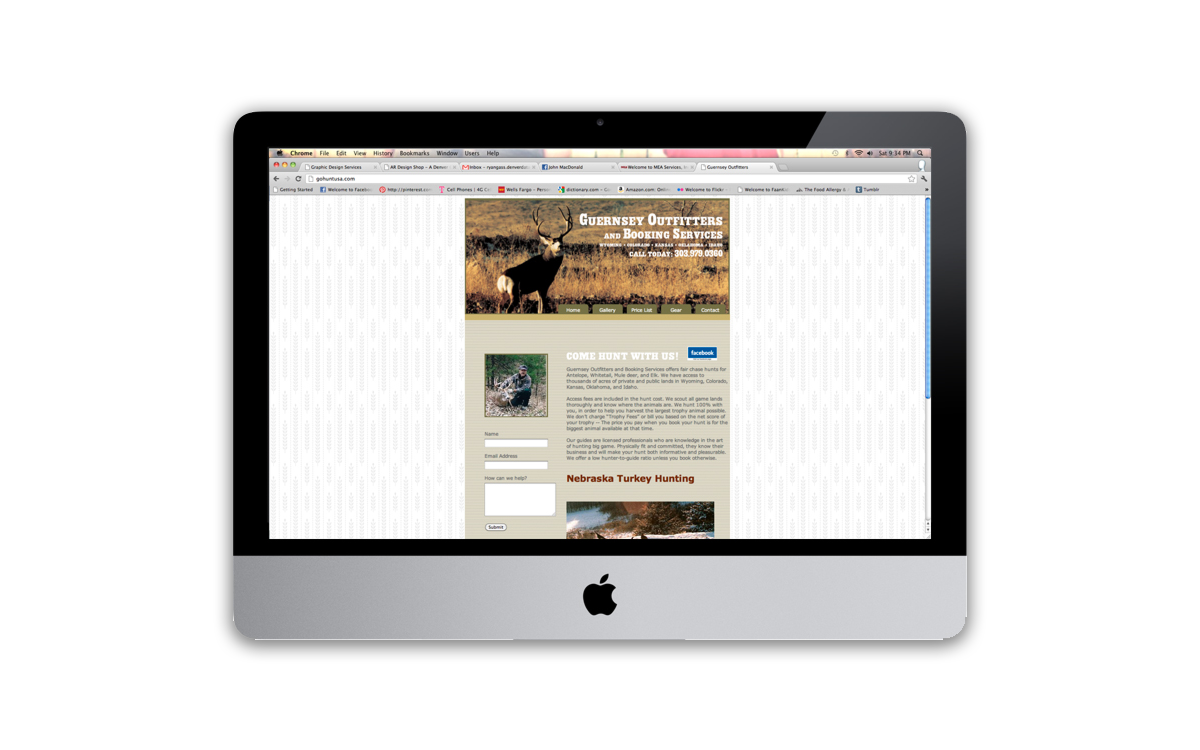 Chrome File Edit View History Bookmarks Window Users Help Sat 9:34 PM
Graphic Design Services AR Design Shop – A Denver Inbox – John MacDonald Welcome to MEA Services, Guernsey Outfitters
gohuntusa.com
Getting Started Welcome to Facebo http://pinterest.com Cell Phones | 4G Ce Wells Fargo – Perso dictionary.com – Amazon.com: Onlin Welcome to Flickr Welcome to The Food Allergy & Tumblr
GUERNSEY OUTFITTERS
AND BOOKING SERVICES
WYOMING • COLORADO • KANSAS • OKLAHOMA • IDAHO
CALL TODAY: 303.979.0360
Home Gallery Price List Gear Contact
COME HUNT WITH US! facebook
Guernsey Outfitters and Booking Services offers fair chase hunts for
Antelope, Whitetail, Mule deer, and Elk. We have access to
thousands of acres of private and public lands in Wyoming, Colorado,
Kansas, Oklahoma, and Idaho.
Access fees are included in the hunt cost. We scout all game lands
thoroughly and know where the animals are. We hunt 100% with
you, in order to help you harvest the largest trophy animal possible.
We don't charge "Trophy Fees" or bill you based on the net score of
your trophy -- The price you pay when you book your hunt is for the
biggest animal available at that time.
Our guides are licensed professionals who are knowledge in the art
of hunting big game. Physically fit and committed, they know their
business and will make your hunt both informative and pleasurable.
We offer a low hunter-to-guide ratio unless you book otherwise.
Nebraska Turkey Hunting
Name
Email Address
How can we help?
Submit